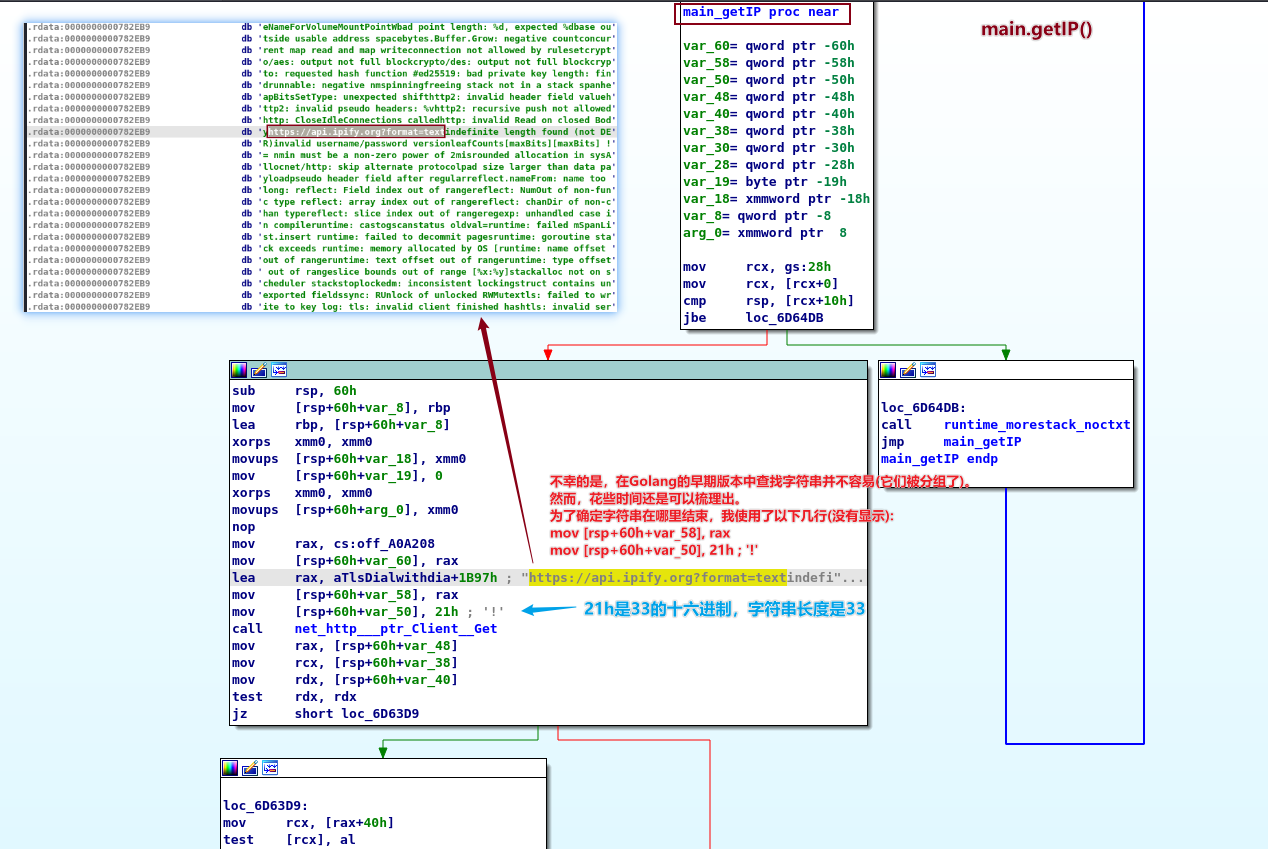 main_getIP proc near
main.getIP()
.rdata:0000000000782EB9 db 'eNameForVolumeMountPointWbad point length: %d, expected %dbase ou'
.rdata:0000000000782EB9 db 'tside usable address spacebytes.Buffer.Grow: negative countconcur'
.rdata:0000000000782EB9 db 'rent map read and map writeconnection not allowed by rulesetcrypt'
.rdata:0000000000782EB9 db 'o/aes: output not full blockcrypto/des: output not full blockcryp'
.rdata:0000000000782EB9 db 'to: requested hash function #ed25519: bad private key length: fin'
.rdata:0000000000782EB9 db 'drunnable: negative nmspinningfreeing stack not in a stack spanhe'
.rdata:0000000000782EB9 db 'apBitsSetType: unexpected shifthttp2: invalid header field valueh'
.rdata:0000000000782EB9 db 'ttp2: invalid pseudo headers: %vhttp2: recursive push not allowed'
.rdata:0000000000782EB9 db 'http: CloseIdleConnections calledhttp: invalid Read on closed Bod'
.rdata:0000000000782EB9 db 'yhttps://api.ipify.org?format=textindefinite length found (not DE'
.rdata:0000000000782EB9 db 'R)invalid username/password versionleafCounts[maxBits][maxBits] !'
.rdata:0000000000782EB9 db '= nmin must be a non-zero power of 2misrounded allocation in sysA'
.rdata:0000000000782EB9 db 'llocnet/http: skip alternate protocolpad size larger than data pa'
.rdata:0000000000782EB9 db 'yloadpseudo header field after regularreflect.nameFrom: name too '
.rdata:0000000000782EB9 db 'long: reflect: Field index out of rangereflect: NumOut of non-fun'
.rdata:0000000000782EB9 db 'c type reflect: array index out of rangereflect: chanDir of non-c'
.rdata:0000000000782EB9 db 'han typereflect: slice index out of rangeregexp: unhandled case i'
.rdata:0000000000782EB9 db 'n compileruntime: castogscanstatus oldval=runtime: failed mSpanLi'
.rdata:0000000000782EB9 db 'st.insert runtime: failed to decommit pagesruntime: goroutine sta'
.rdata:0000000000782EB9 db 'ck exceeds runtime: memory allocated by OS [runtime: name offset '
.rdata:0000000000782EB9 db 'out of rangeruntime: text offset out of rangeruntime: type offset'
.rdata:0000000000782EB9 db ' out of rangeslice bounds out of range [%x:%y]stackalloc not on s'
.rdata:0000000000782EB9 db 'cheduler stackstoplockedm: inconsistent lockingstruct contains un'
.rdata:0000000000782EB9 db 'exported fieldssync: RUnlock of unlocked RWMutextls: failed to wr'
.rdata:0000000000782EB9 db 'ite to key log: tls: invalid client finished hashtls: invalid ser'
var_60= qword ptr -60h
var_58= qword ptr -58h
var_50= qword ptr -50h
var_48= qword ptr -48h
var_40= qword ptr -40h
var_38= qword ptr -38h
var_30= qword ptr -30h
var_28= qword ptr -28h
var_19= byte ptr -19h
var_18= xmmword ptr -18h
var_8= qword ptr -8
arg_0= xmmword ptr  8
mov     rcx, gs:28h
mov     rcx, [rcx+0]
cmp     rsp, [rcx+10h]
jbe     loc_6D64DB
sub     rsp, 60h
mov     [rsp+60h+var_8], rbp
lea     rbp, [rsp+60h+var_8]
xorps   xmm0, xmm0
movups  [rsp+60h+var_18], xmm0
mov     [rsp+60h+var_19], 0
xorps   xmm0, xmm0
movups  [rsp+60h+arg_0], xmm0
nop
mov     rax, cs:off_A0A208
mov     [rsp+60h+var_60], rax
lea     rax, aTlsDialwithdia+1B97h ; "https://api.ipify.org?format=textindefi"...
mov     [rsp+60h+var_58], rax
mov     [rsp+60h+var_50], 21h ; '!'
call    net_http___ptr_Client__Get
mov     rax, [rsp+60h+var_48]
mov     rcx, [rsp+60h+var_38]
mov     rdx, [rsp+60h+var_40]
test    rdx, rdx
jz      short loc_6D63D9
不幸的是，在Golang的早期版本中查找字符串并不容易(它们被分组了)。
然而，花些时间还是可以梳理出。
为了确定字符串在哪里结束，我使用了以下几行(没有显示):
mov [rsp+60h+var_58], rax
mov [rsp+60h+var_50], 21h ; '!'
21h是33的十六进制，字符串长度是33
loc_6D64DB:
call    runtime_morestack_noctxt
jmp     main_getIP
main_getIP endp
loc_6D63D9:
mov     rcx, [rax+40h]
test    [rcx], al